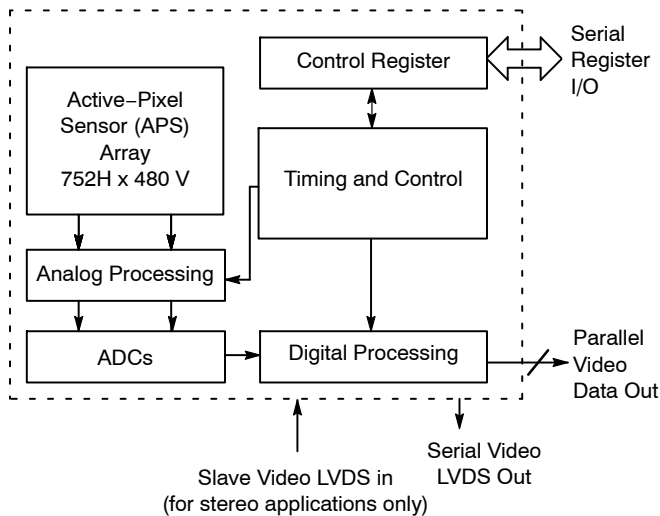 Control Register
Serial
Register
I/O
Active−Pixel
Sensor (APS)
Array
752H x 480 V
Timing and Control
Analog Processing
ADCs
Digital Processing
Parallel
Video
Data Out
Slave Video LVDS in
(for stereo applications only)
Serial Video
LVDS Out